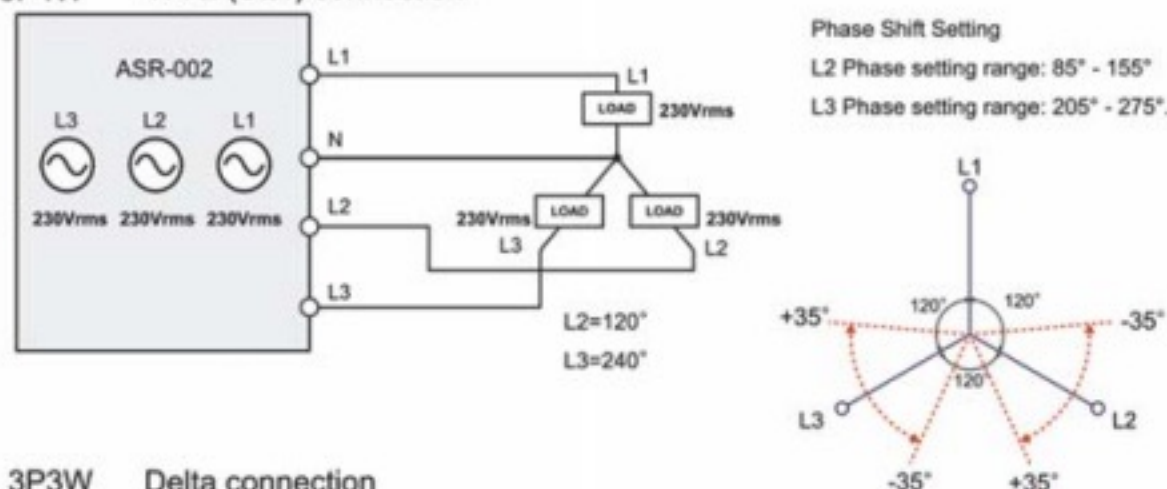 Phase Shift Setting
L2 Phase setting range: 85° - 155°
L3 Phase setting range: 205° - 275°.
ASR-002
L3 L2 L1
230Vrms 230Vrms 230Vrms
L1
N
L2
L3
L1
LOAD 230Vrms
230Vrms LOAD LOAD 230Vrms
L3 L2
L2=120°
L3=240°
L1
120° 120°
+35° -35°
120°
L3 L2
-35° +35°
3P3W Delta connection